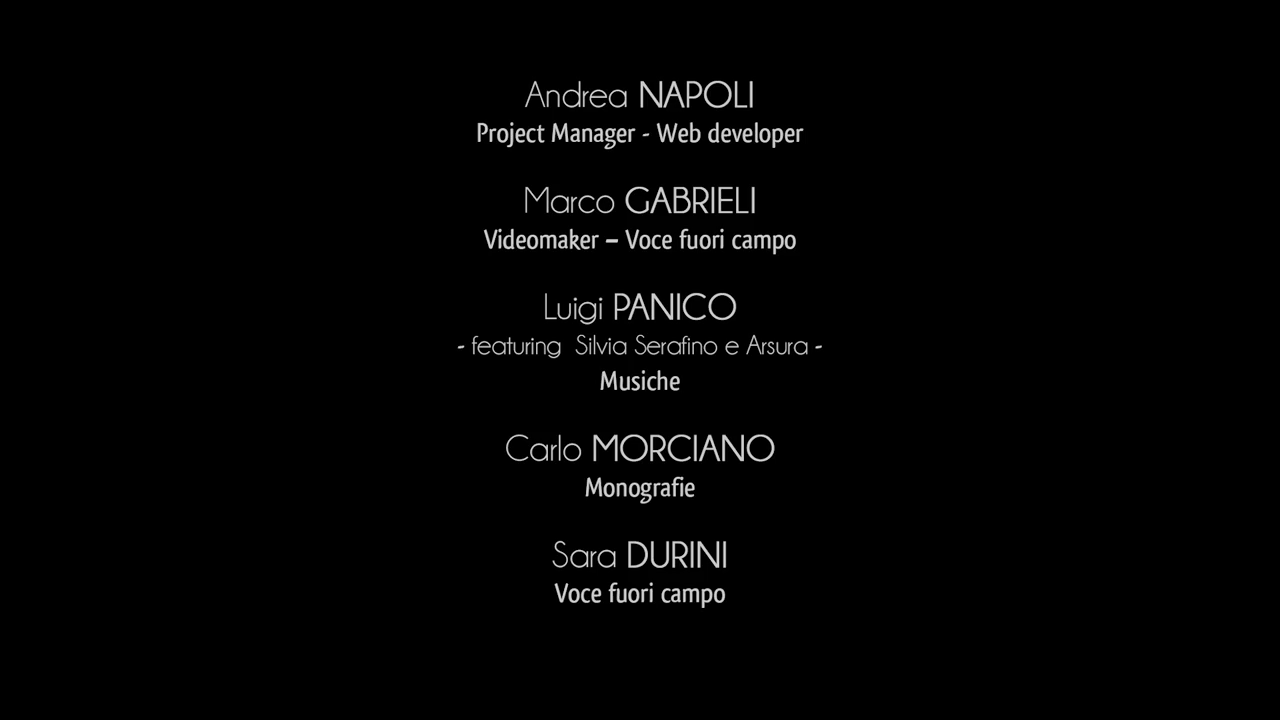 Andrea NAPOLI
Project Manager - Web developer
Marco GABRIELI
Videomaker – Voce fuori campo
Luigi PANICO
- featuring Silvia Serafino e Arsura -
Musiche
Carlo MORCIANO
Monografie
Sara DURINI
Voce fuori campo